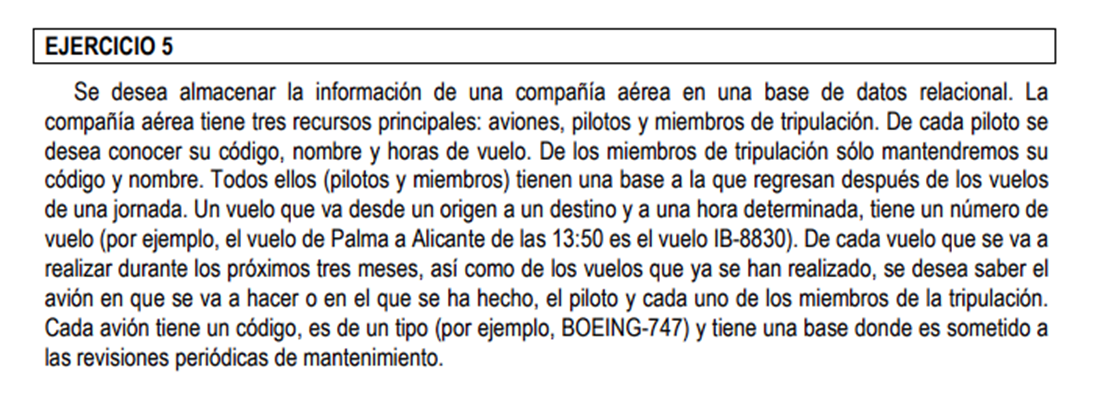 EJERCICIO 5
Se desea almacenar la información de una compañía aérea en una base de datos relacional. La
compañía aérea tiene tres recursos principales: aviones, pilotos y miembros de tripulación. De cada piloto se
desea conocer su código, nombre y horas de vuelo. De los miembros de tripulación sólo mantendremos su
código y nombre. Todos ellos (pilotos y miembros) tienen una base a la que regresan después de los vuelos
de una jornada. Un vuelo que va desde un origen a un destino y a una hora determinada, tiene un número de
vuelo (por ejemplo, el vuelo de Palma a Alicante de las 13:50 es el vuelo IB-8830). De cada vuelo que se va a
realizar durante los próximos tres meses, así como de los vuelos que ya se han realizado, se desea saber el
avión en que se va a hacer o en el que se ha hecho, el piloto y cada uno de los miembros de la tripulación.
Cada avión tiene un código, es de un tipo (por ejemplo, BOEING-747) y tiene una base donde es sometido a
las revisiones periódicas de mantenimiento.